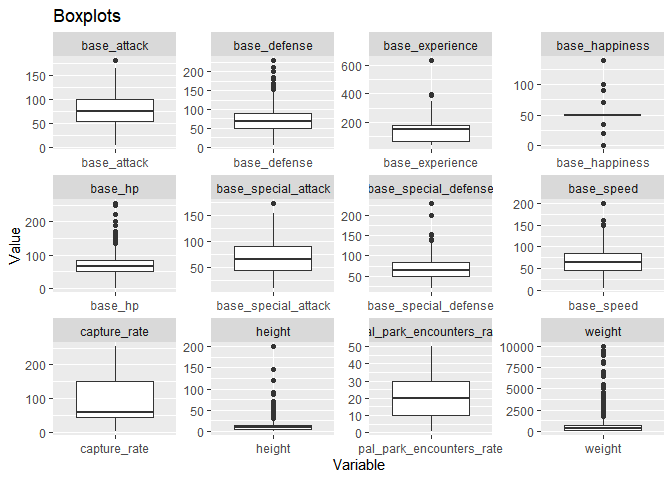 Boxplots
base_attack base_defense base_experience base_happiness
150 100 50 0
200 150 100 50 0
600 400 200
100 50 0
base_attack base_defense base_experience base_happiness
base_hp base_special_attack base_special_defense base_speed
Value
200 100 0
150 100 50
200 150 100 50
200 150 100 50 0
base_hp base_special_attack base_special_defense base_speed
capture_rate height al_park_encounters_ra weight
200 100 0
200 150 100 50 0
50 40 30 20 10 0
10000 7500 5000 2500 0
capture_rate height pal_park_encounters_rate weight
Variable